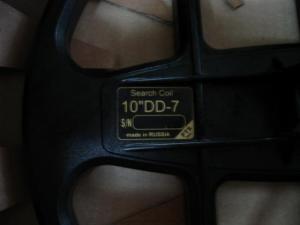 Search Coil
10"DD-7
S/N
made in RUSSIA